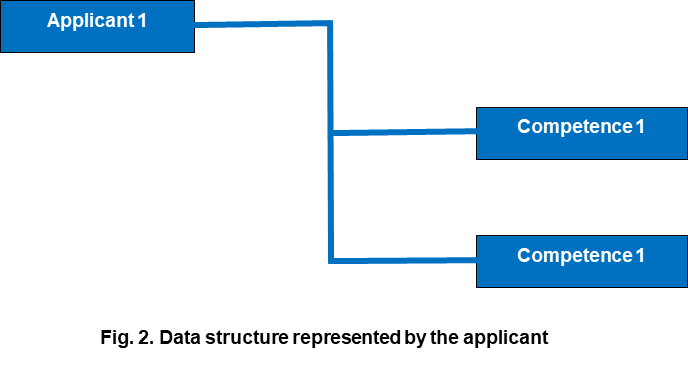 Applicant 1
Competence 1
Competence 1
Fig. 2. Data structure represented by the applicant